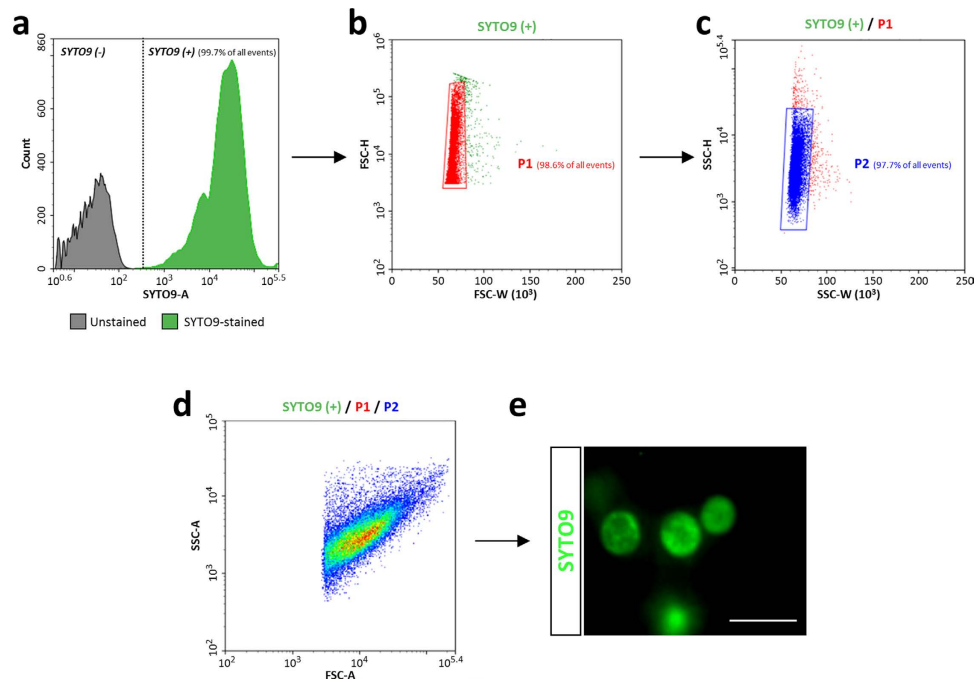 a
SYTO9 (-)
SYTO9 (+) (99.7% of all events)
Count
860
800
600
400
200
0
10^0.6 10^2 10^3 10^4 10^5.5
SYTO9-A
Unstained
SYTO9-stained
b
SYTO9 (+)
FSC-H
10^6
10^5
10^4
10^3
10^2
P1 (98.6% of all events)
0 50 100 150 200 250
FSC-W (10^3)
c
SYTO9 (+) / P1
SSC-H
10^5.4
10^4
10^3
10^2
P2 (97.7% of all events)
0 50 100 150 200 250
SSC-W (10^3)
d
SYTO9 (+) / P1 / P2
SSC-A
10^5
10^4
10^3
10^2
10^2 10^3 10^4 10^5.4
FSC-A
e
SYTO9